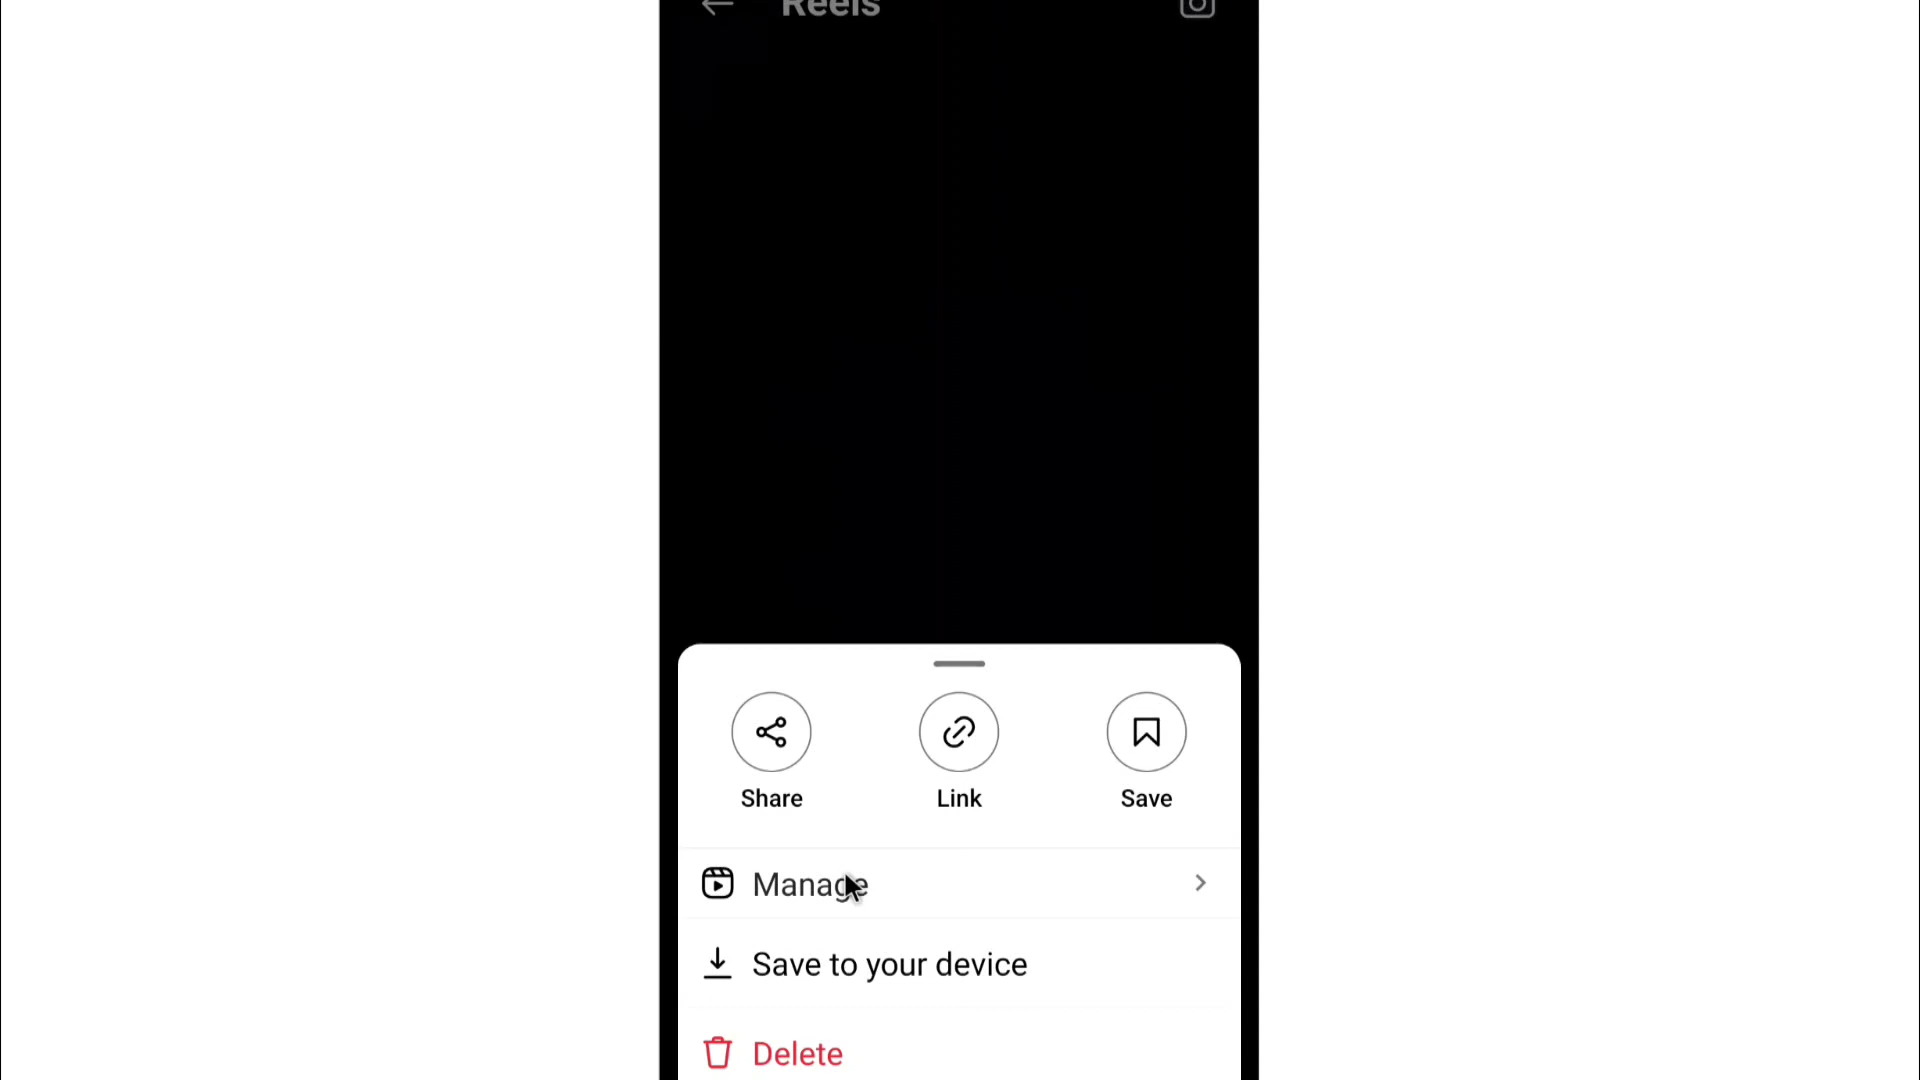 Reels
Share
Link
Save
Manage
Save to your device
Delete